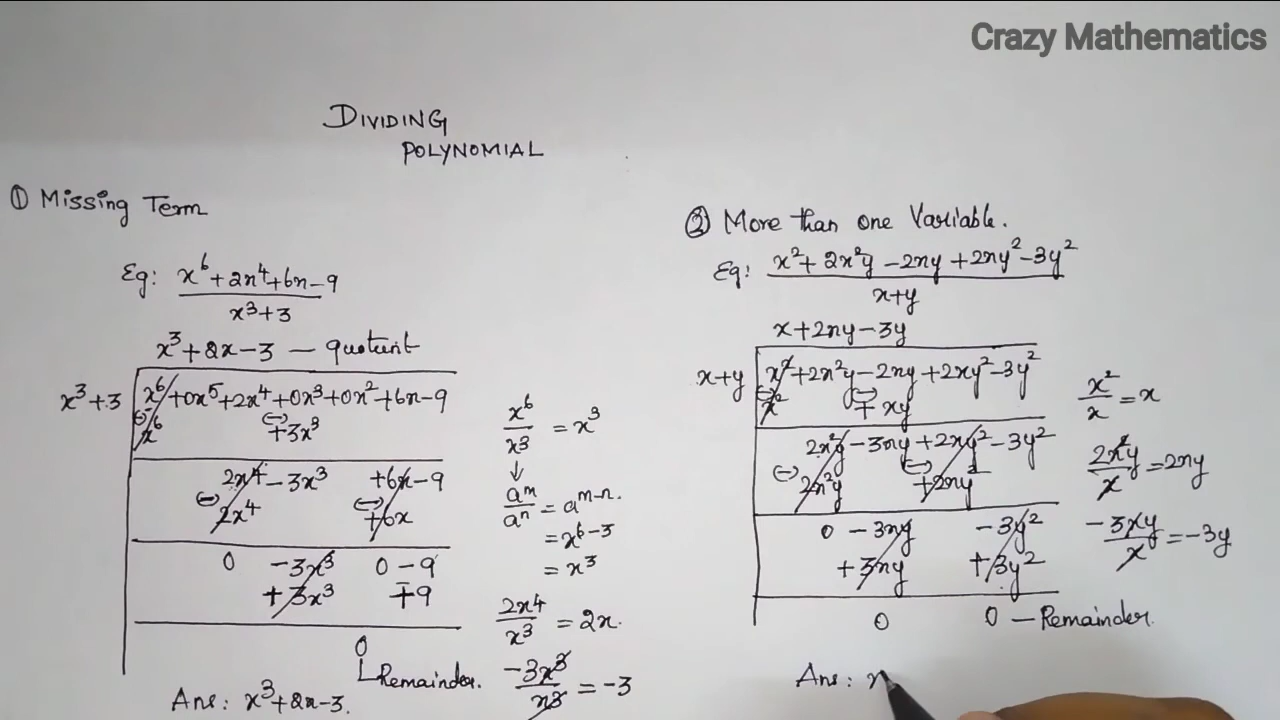 Crazy Mathematics
DIVIDING
POLYNOMIAL
① Missing Term
Eg: x⁶ + 2x⁴ + 6x - 9
x³ + 3
x³ + 2x - 3 — quotient
x³ + 3
x⁶ + 0x⁵ + 2x⁴ + 0x³ + 0x² + 6x - 9
(-) x⁶ (-) + 3x³
2x⁴ - 3x³ + 6x - 9
(-) 2x⁴ (-) + 6x
0 - 3x³ 0 - 9
+ 3x³ + 9
0
Remainder.
Ans: x³ + 2x - 3.
x⁶/x³ = x³
↓
aᵐ/aⁿ = aᵐ⁻ⁿ.
= x⁶⁻³
= x³
2x⁴/x³ = 2x.
-3x³/x³ = -3
② More than one Variable.
Eg: x² + 2x²y - 2xy + 2xy² - 3y²
x + y
x + 2xy - 3y
x + y
x² + 2x²y - 2xy + 2xy² - 3y²
(-) x² (-) + xy
2x²y - 3xy + 2xy² - 3y²
(-) 2x²y (-) + 2xy²
0 - 3xy - 3y²
+ 3xy + 3y²
0 0 — Remainder.
Ans: x
x²/x = x
2x²y/x = 2xy
-3xy/x = -3y